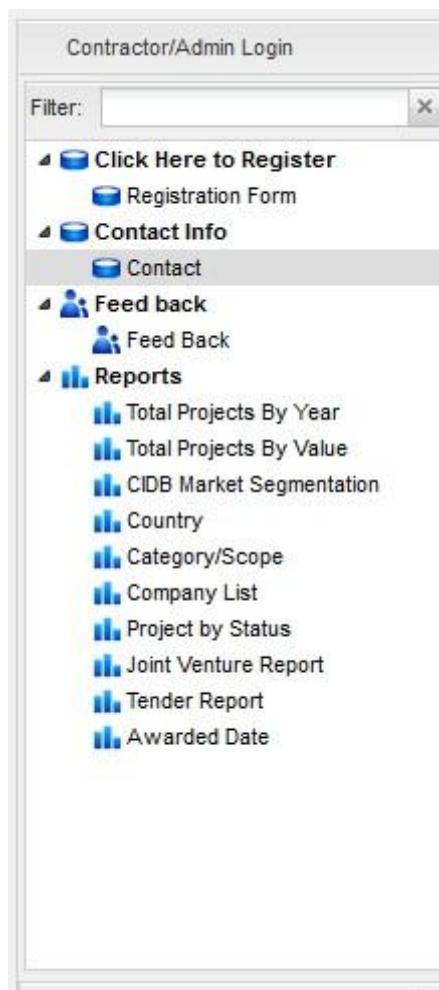 Contractor/Admin Login
Filter:
Click Here to Register
Registration Form
Contact Info
Contact
Feed back
Feed Back
Reports
Total Projects By Year
Total Projects By Value
CIDB Market Segmentation
Country
Category/Scope
Company List
Project by Status
Joint Venture Report
Tender Report
Awarded Date